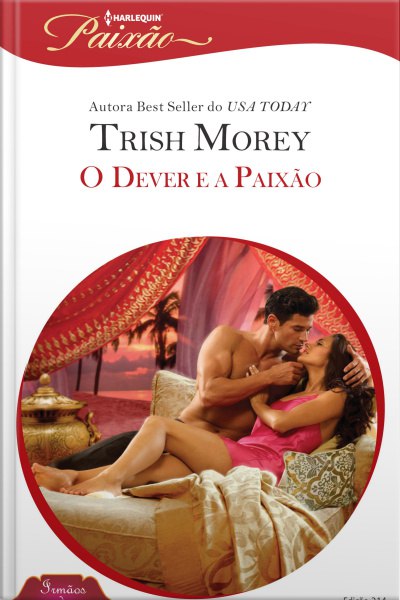 HARLEQUIN
Paixão
Autora Best Seller do USA TODAY
TRISH MOREY
O DEVER E A PAIXÃO
Irmãos